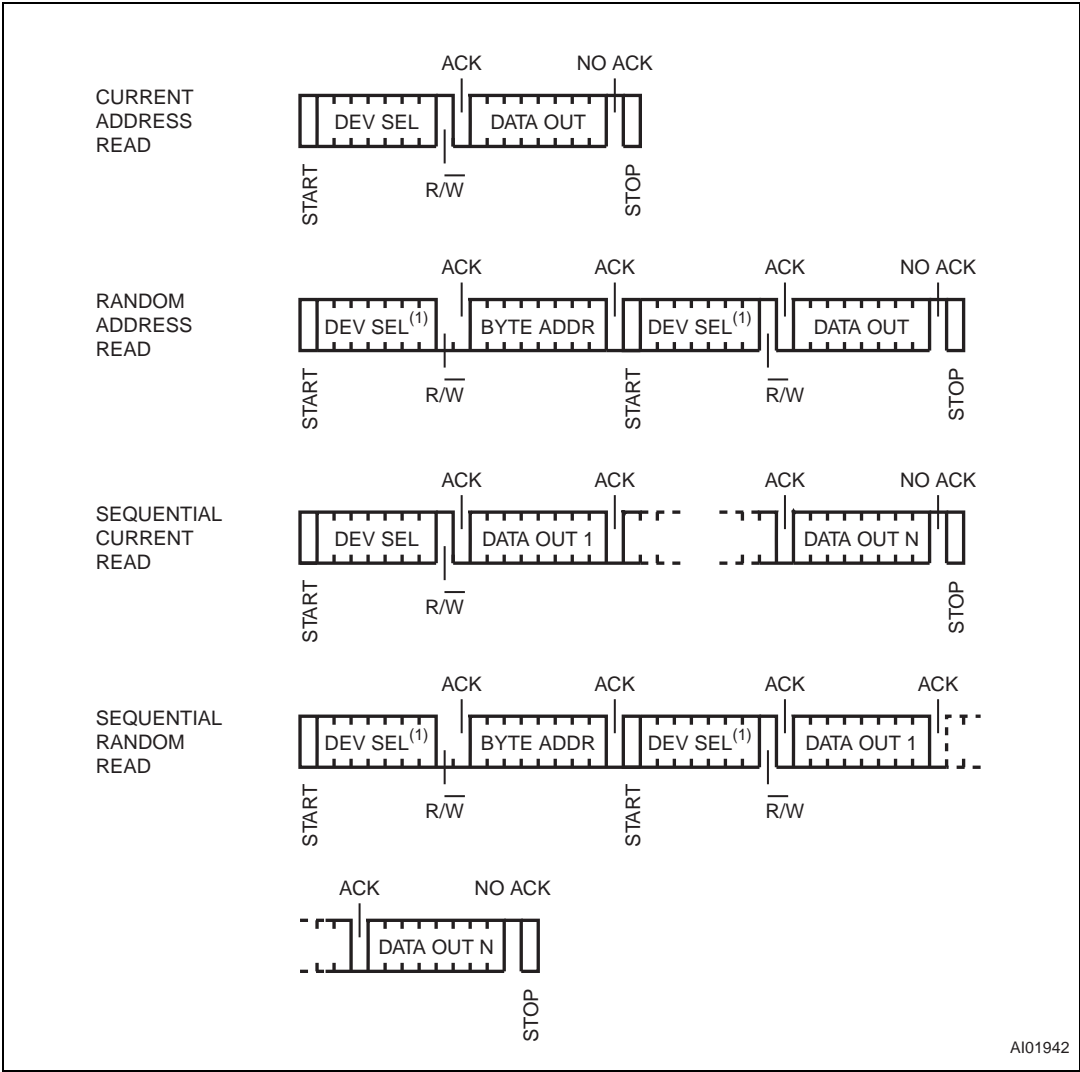 ACK NO ACK
CURRENT
ADDRESS
READ
DEV SEL DATA OUT
START
R/W̅
STOP
ACK ACK ACK NO ACK
RANDOM
ADDRESS
READ
DEV SEL(1) BYTE ADDR DEV SEL(1) DATA OUT
START
R/W̅
START
R̅/W
STOP
ACK ACK ACK NO ACK
SEQUENTIAL
CURRENT
READ
DEV SEL DATA OUT 1 DATA OUT N
START
R/W̅
STOP
ACK ACK ACK ACK
SEQUENTIAL
RANDOM
READ
DEV SEL(1) BYTE ADDR DEV SEL(1) DATA OUT 1
START
R/W̅
START
R̅/W
ACK NO ACK
DATA OUT N
STOP
AI01942